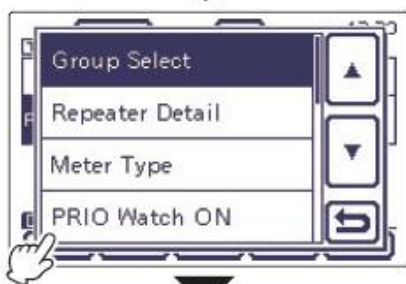 Group Select
Repeater Detail
Meter Type
PRIO Watch ON